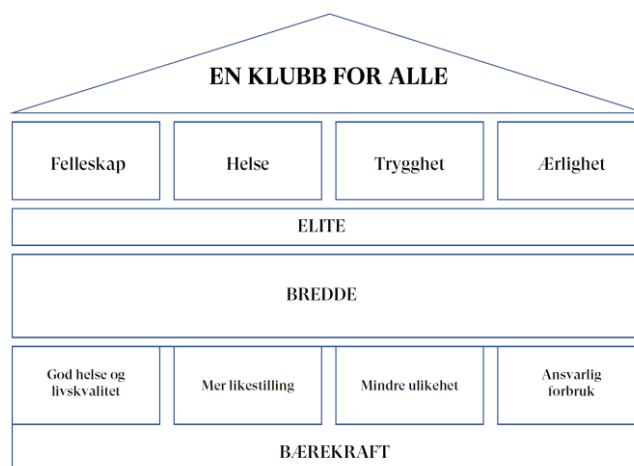 EN KLUBB FOR ALLE
Felleskap
Helse
Trygghet
Ærlighet
ELITE
BREDDE
God helse og
livskvalitet
Mer likestilling
Mindre ulikehet
Ansvarlig
forbruk
BÆREKRAFT